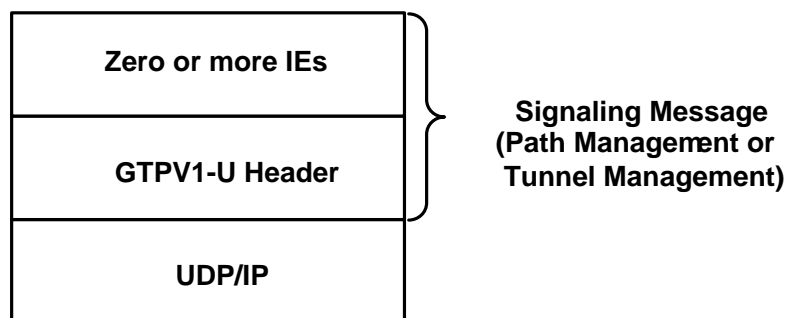 Zero or more IEs
GTPV1-U Header
UDP/IP
Signaling Message
(Path Management or
Tunnel Management)